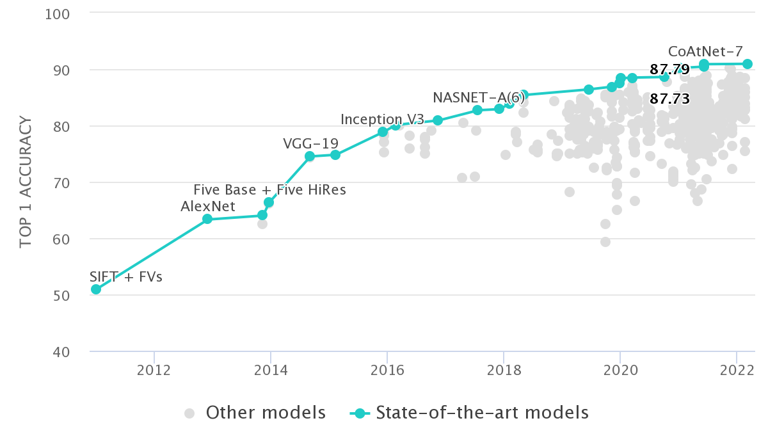 100
90
80
70
60
50
40
TOP 1 ACCURACY
CoAtNet-7
87.79
87.73
NASNET-A(6)
Inception V3
VGG-19
Five Base + Five HiRes
AlexNet
SIFT + FVs
2012
2014
2016
2018
2020
2022
Other models
State-of-the-art models